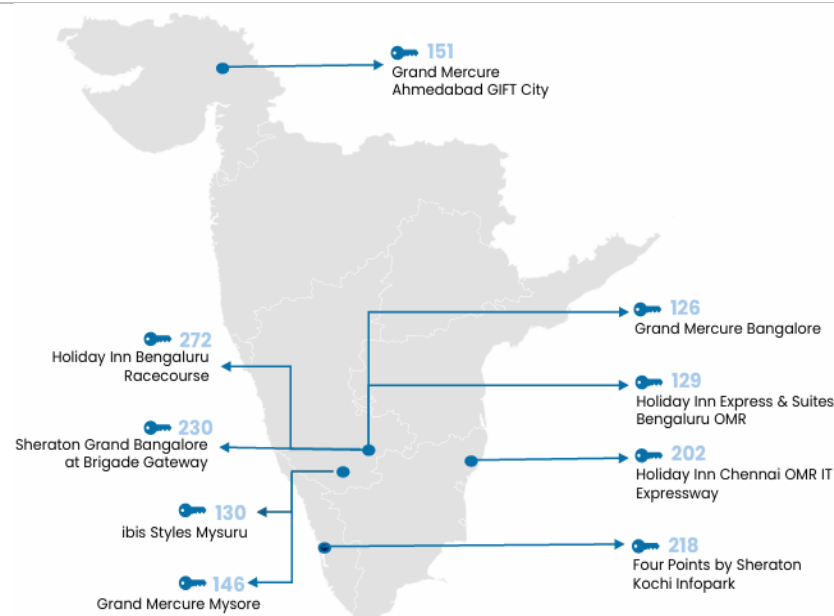 151
Grand Mercure
Ahmedabad GIFT City
126
Grand Mercure Bangalore
272
Holiday Inn Bengaluru
Racecourse
129
Holiday Inn Express & Suites
Bengaluru OMR
230
Sheraton Grand Bangalore
at Brigade Gateway
202
Holiday Inn Chennai OMR IT
Expressway
130
ibis Styles Mysuru
218
Four Points by Sheraton
Kochi Infopark
146
Grand Mercure Mysore